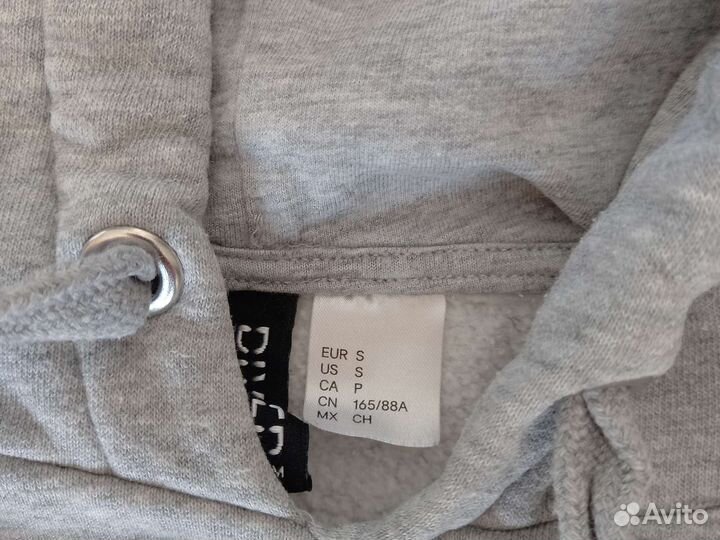 EUR S
US S
CA P
CN 165/88A
MX CH
Avito